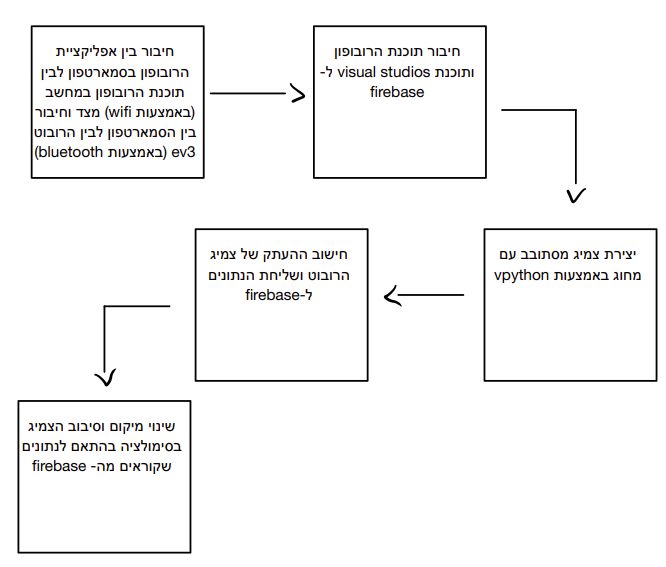 חיבור בין אפליקציית
הרובופון בסמארטפון לבין
תוכנת הרובופון במחשב
(באמצעות wifi) מצד וחיבור
בין הסמארטפון לבין הרובוט
ev3 (באמצעות bluetooth)
חיבור תוכנת הרובופון
ותוכנת visual studios ל-
firebase
יצירת צמיג מסתובב עם
מחוג באמצעות vpython
חישוב ההעתק של צמיג
הרובוט ושליחת הנתונים
ל-firebase
שינוי מיקום וסיבוב הצמיג
בסימולציה בהתאם לנתונים
שקוראים מה- firebase